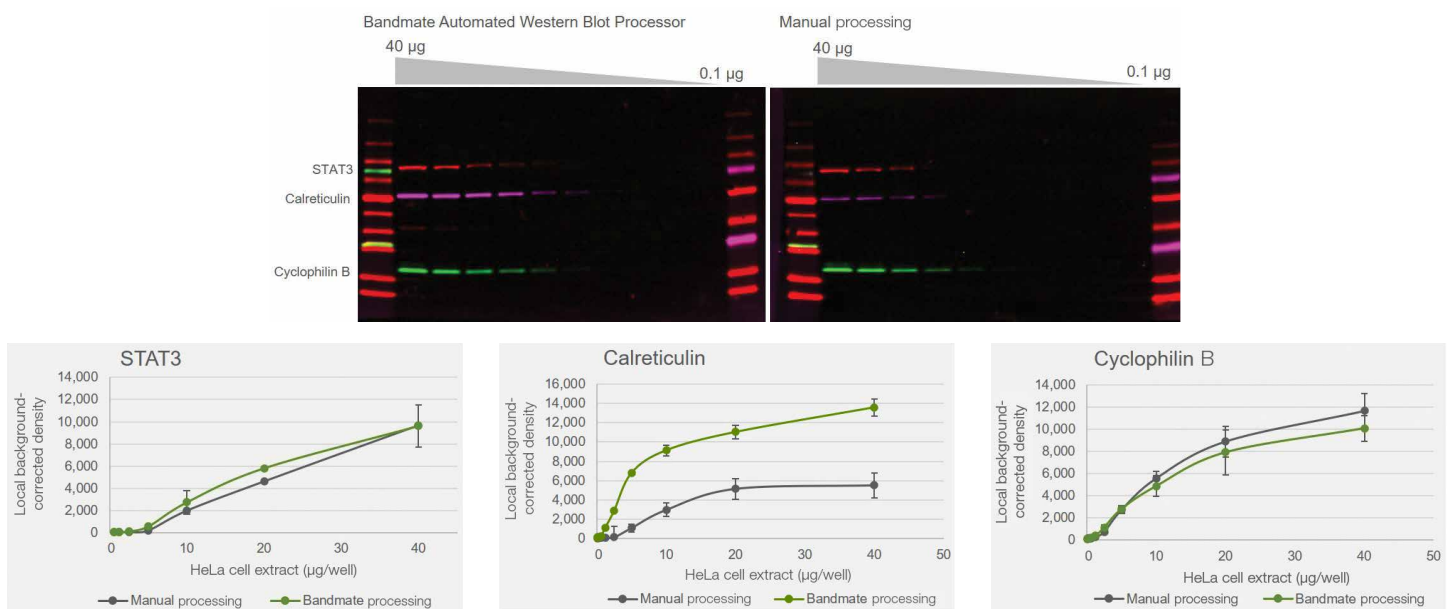 Bandmate Automated Western Blot Processor
Manual processing
40 µg
0.1 µg
40 µg
0.1 µg
STAT3
Calreticulin
Cyclophilin B
STAT3
14,000
12,000
10,000
8,000
6,000
4,000
2,000
0
Local background-
corrected density
0
10
20
30
40
HeLa cell extract (µg/well)
Manual processing
Bandmate processing
Calreticulin
16,000
14,000
12,000
10,000
8,000
6,000
4,000
2,000
0
Local background-
corrected density
0
10
20
30
40
50
HeLa cell extract (µg/well)
Manual processing
Bandmate processing
Cyclophilin B
14,000
12,000
10,000
8,000
6,000
4,000
2,000
0
Local background-
corrected density
0
10
20
30
40
50
HeLa cell extract (µg/well)
Manual processing
Bandmate processing